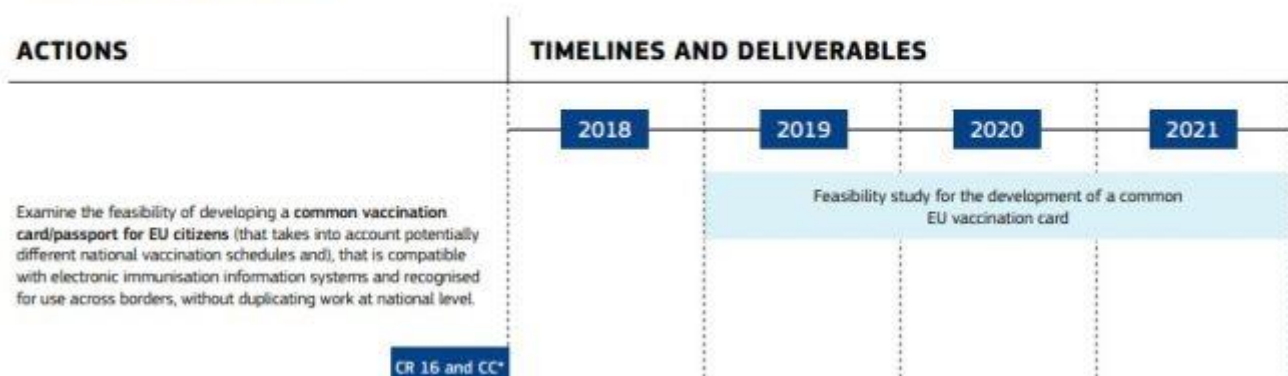 ACTIONS
TIMELINES AND DELIVERABLES
2018
2019
2020
2021
Feasibility study for the development of a common
EU vaccination card
Examine the feasibility of developing a common vaccination
card/passport for EU citizens (that takes into account potentially
different national vaccination schedules and), that is compatible
with electronic immunisation information systems and recognised
for use across borders, without duplicating work at national level.
CR 16 and CC*